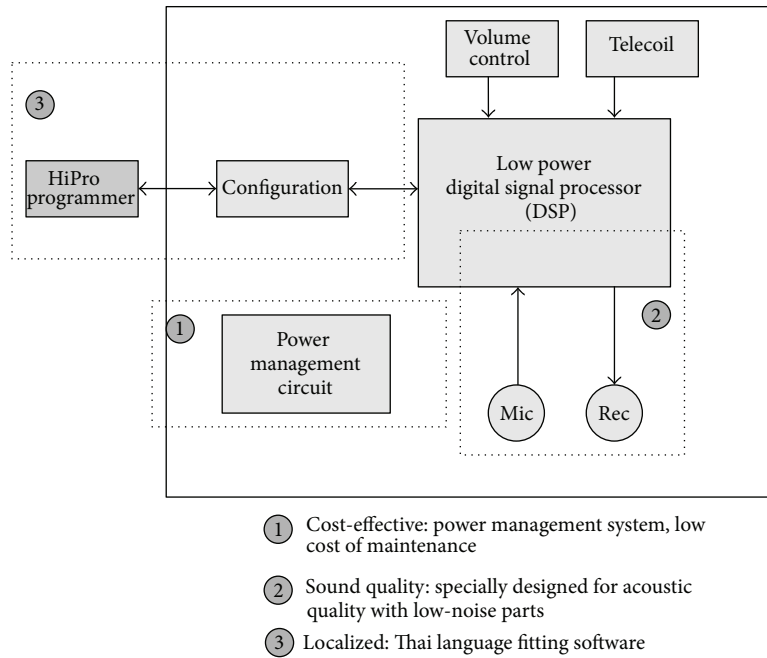 Volume
control
Telecoil
3
HiPro
programmer
Configuration
Low power
digital signal processor
(DSP)
1
Power
management
circuit
2
Mic
Rec
1 Cost-effective: power management system, low
cost of maintenance
2 Sound quality: specially designed for acoustic
quality with low-noise parts
3 Localized: Thai language fitting software